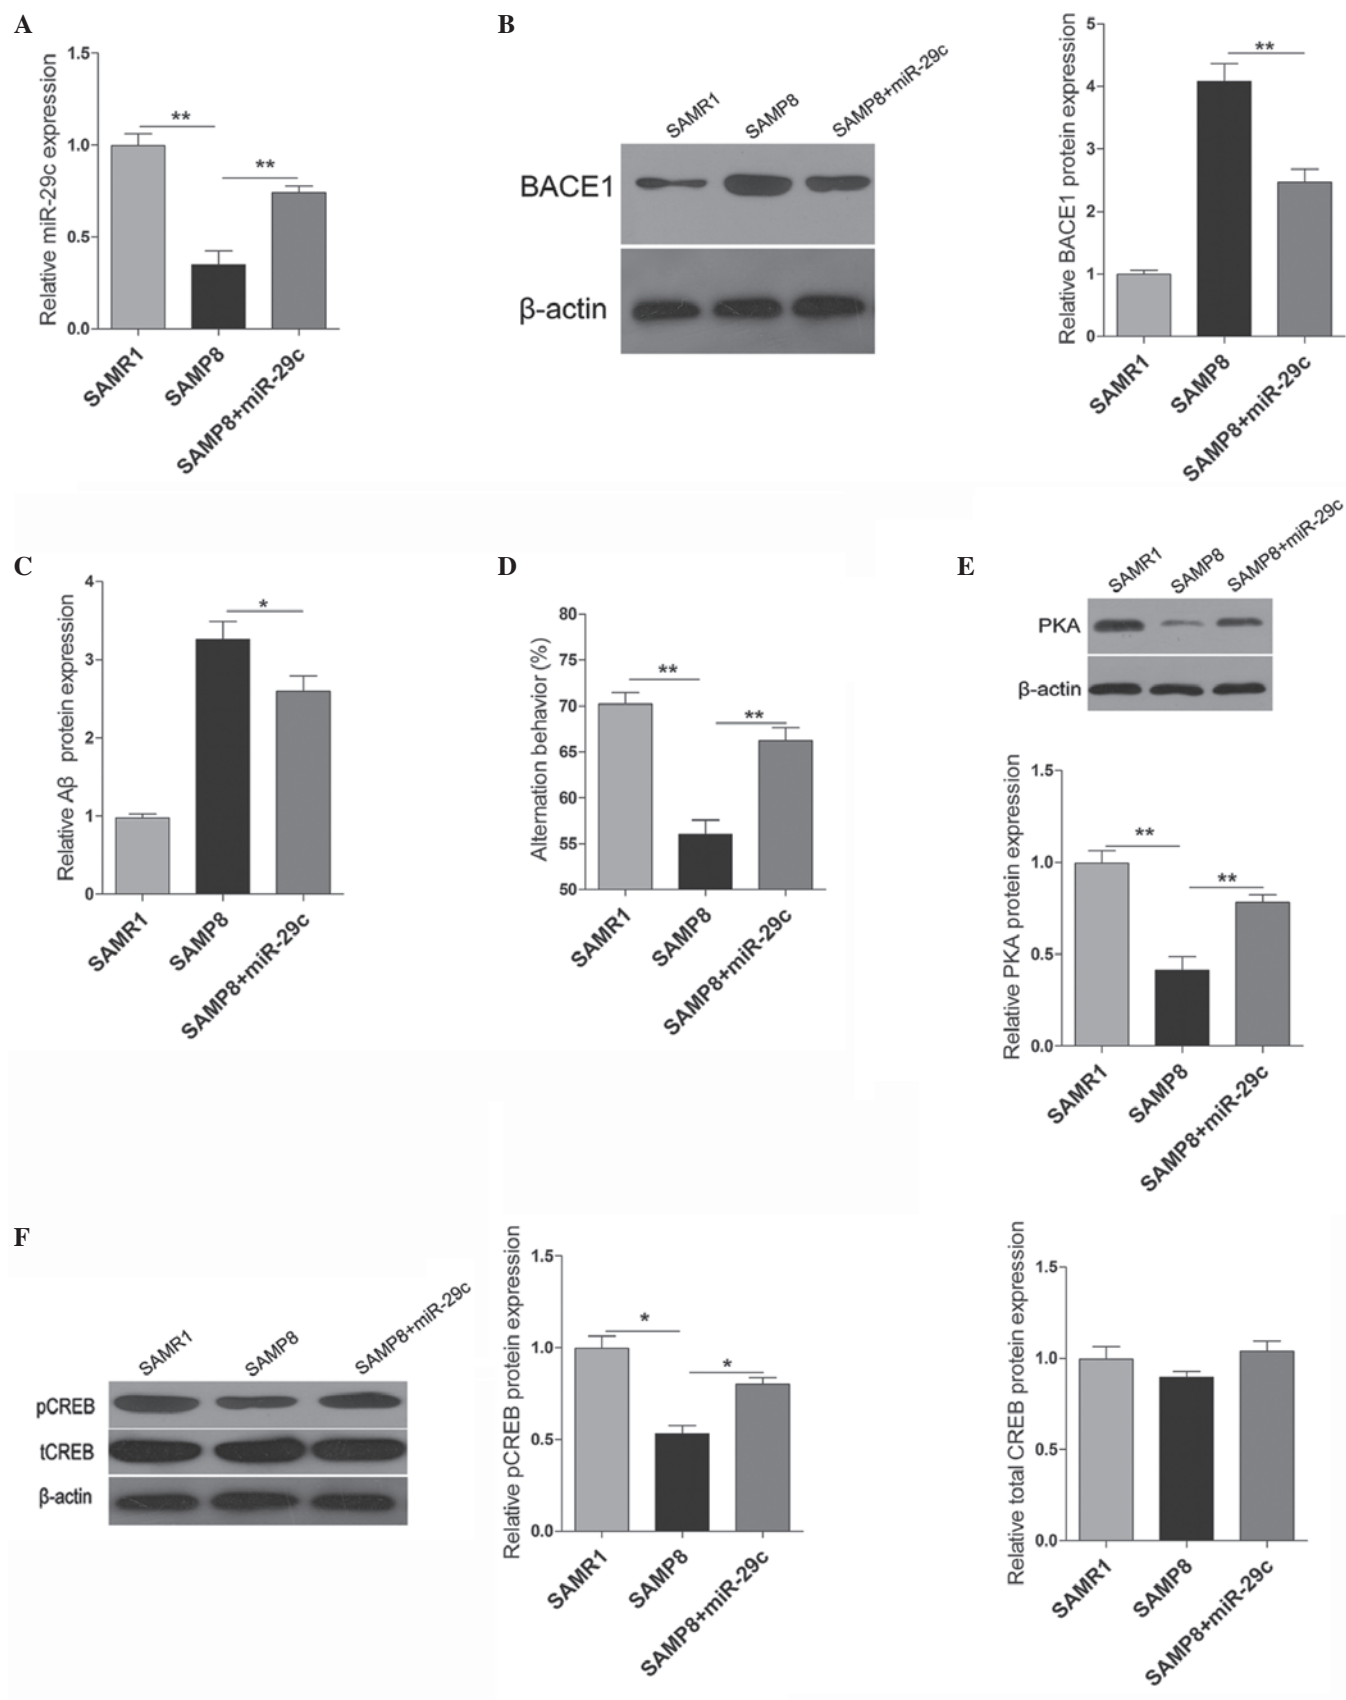 A
Relative miR-29c expression
1.5
1.0
0.5
0.0
**
**
SAMR1
SAMP8
SAMP8+miR-29c
B
SAMR1
SAMP8
SAMP8+miR-29c
BACE1
β-actin
Relative BACE1 protein expression
5
4
3
2
1
0
**
SAMR1
SAMP8
SAMP8+miR-29c
C
Relative Aβ protein expression
4
3
2
1
0
*
SAMR1
SAMP8
SAMP8+miR-29c
D
Alternation behavior (%)
80
75
70
65
60
55
50
**
**
SAMR1
SAMP8
SAMP8+miR-29c
E
SAMR1
SAMP8
SAMP8+miR-29c
PKA
β-actin
Relative PKA protein expression
1.5
1.0
0.5
0.0
**
**
SAMR1
SAMP8
SAMP8+miR-29c
F
SAMR1
SAMP8
SAMP8+miR-29c
pCREB
tCREB
β-actin
Relative pCREB protein expression
1.5
1.0
0.5
0.0
*
*
SAMR1
SAMP8
SAMP8+miR-29c
Relative total CREB protein expression
1.5
1.0
0.5
0.0
SAMR1
SAMP8
SAMP8+miR-29c